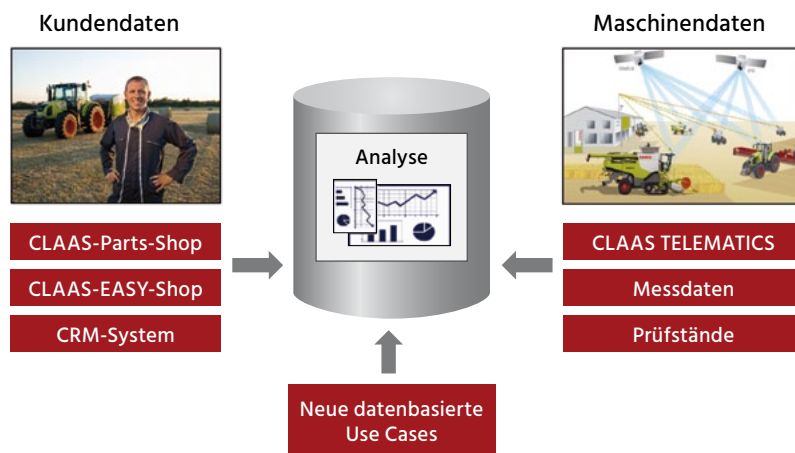 Kundendaten
Maschinendaten
Analyse
CLAAS-Parts-Shop
CLAAS-EASY-Shop
CRM-System
CLAAS TELEMATICS
Messdaten
Prüfstände
Neue datenbasierte
Use Cases